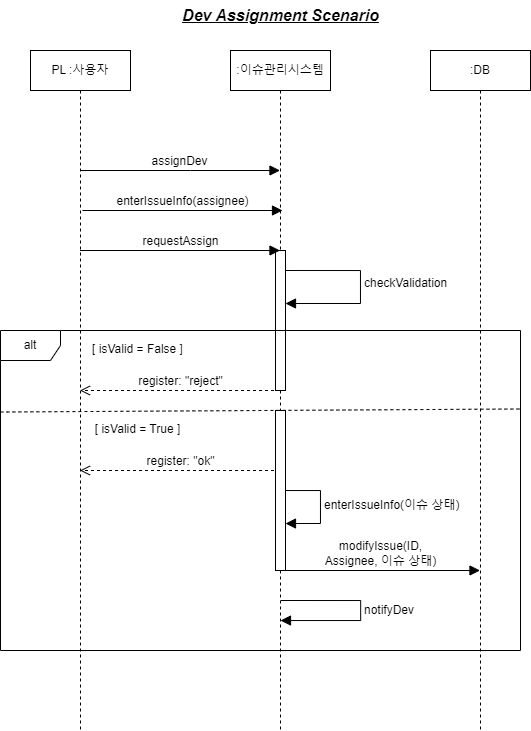 Dev Assignment Scenario
PL :사용자
:이슈관리시스템
:DB
assignDev
enterIssueInfo(assignee)
requestAssign
checkValidation
alt
[ isValid = False ]
register: "reject"
[ isValid = True ]
register: "ok"
enterIssueInfo(이슈 상태)
modifyIssue(ID,
Assignee, 이슈 상태)
notifyDev